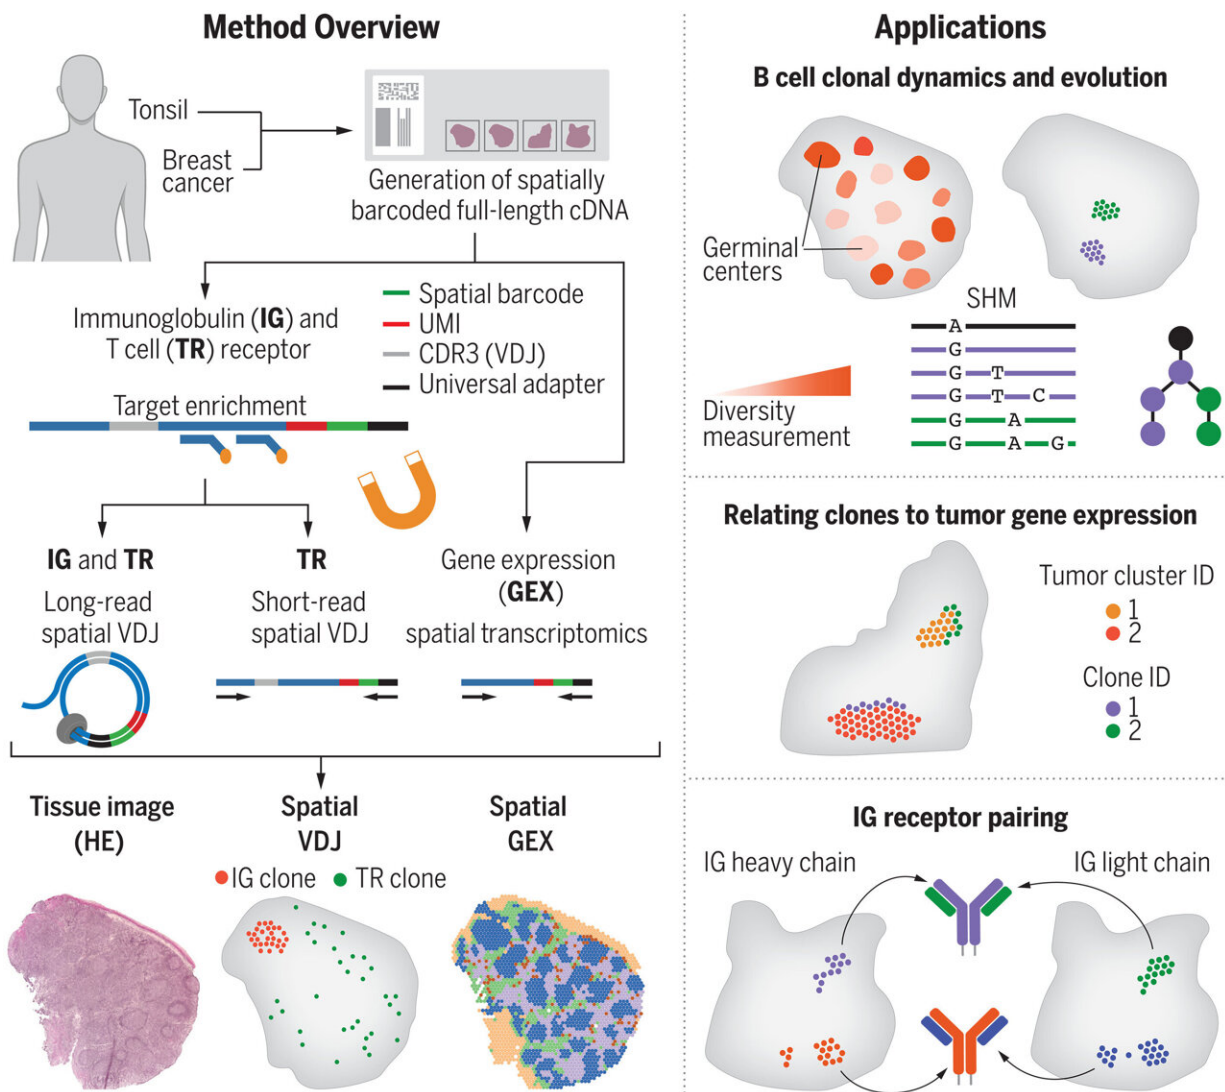 Method Overview
Tonsil
Breast
cancer
Generation of spatially
barcoded full-length cDNA
Immunoglobulin (IG) and
T cell (TR) receptor
Spatial barcode
UMI
CDR3 (VDJ)
Universal adapter
Target enrichment
IG and TR
Long-read
spatial VDJ
TR
Short-read
spatial VDJ
Gene expression
(GEX)
spatial transcriptomics
Tissue image
(HE)
Spatial
VDJ
IG clone
TR clone
Spatial
GEX
Applications
B cell clonal dynamics and evolution
Germinal
centers
Diversity
measurement
SHM
A
G
G T
G T C
G A
G A G
Relating clones to tumor gene expression
Tumor cluster ID
1
2
Clone ID
1
2
IG receptor pairing
IG heavy chain
IG light chain